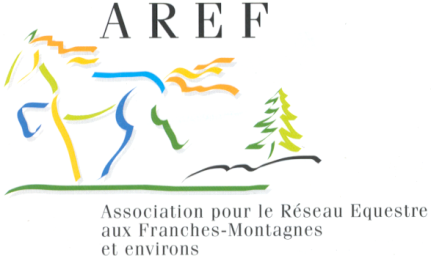 AREF
Association pour le Réseau Equestre
aux Franches-Montagnes
et environs